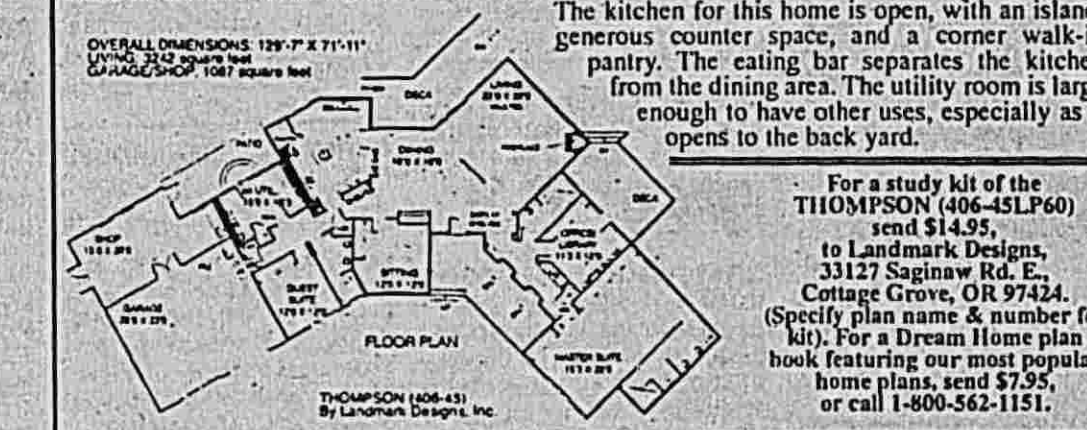 The kitchen for this home is open, with an island
generous counter space, and a corner walk-i
pantry. The eating bar separates the kitche
from the dining area. The utility room is larg
enough to have other uses, especially as
opens to the back yard.
OVERALL DIMENSIONS: 129'-7" X 71'-11"
LIVING: 3242 square feet
GARAGE/SHOP: 1087 square feet
DECK
LIVING
DINING
PATIO
UTIL
DECK
SHOP
OFFICE
LIBRARY
SITTING
GUEST
SUITE
GARAGE
MASTER SUITE
FLOOR PLAN
THOMPSON (406-45)
By Landmark Designs, Inc.
For a study kit of the
THOMPSON (406-45LP60)
send $14.95,
to Landmark Designs,
33127 Saginaw Rd. E.,
Cottage Grove, OR 97424.
(Specify plan name & number fo
kit). For a Dream Home plan
book featuring our most popula
home plans, send $7.95,
or call 1-800-562-1151.